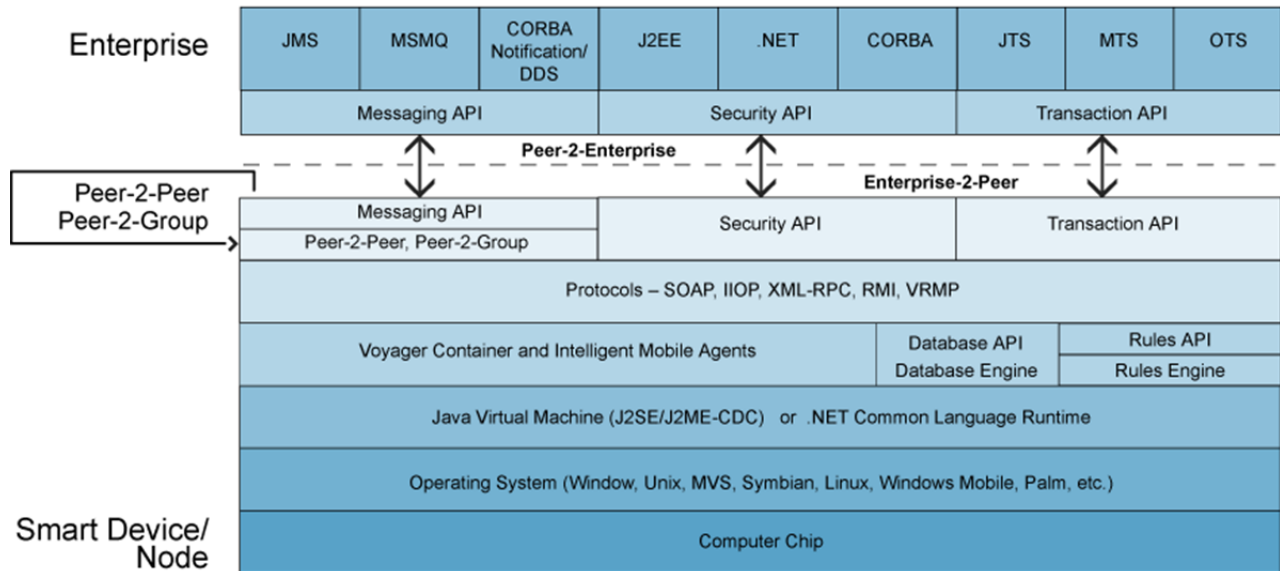 Enterprise
JMS
MSMQ
CORBA
Notification/
DDS
J2EE
.NET
CORBA
JTS
MTS
OTS
Messaging API
Security API
Transaction API
Peer-2-Enterprise
Enterprise-2-Peer
Peer-2-Peer
Peer-2-Group
Messaging API
Peer-2-Peer, Peer-2-Group
Security API
Transaction API
Protocols – SOAP, IIOP, XML-RPC, RMI, VRMP
Voyager Container and Intelligent Mobile Agents
Database API
Database Engine
Rules API
Rules Engine
Java Virtual Machine (J2SE/J2ME-CDC) or .NET Common Language Runtime
Operating System (Window, Unix, MVS, Symbian, Linux, Windows Mobile, Palm, etc.)
Smart Device/
Node
Computer Chip